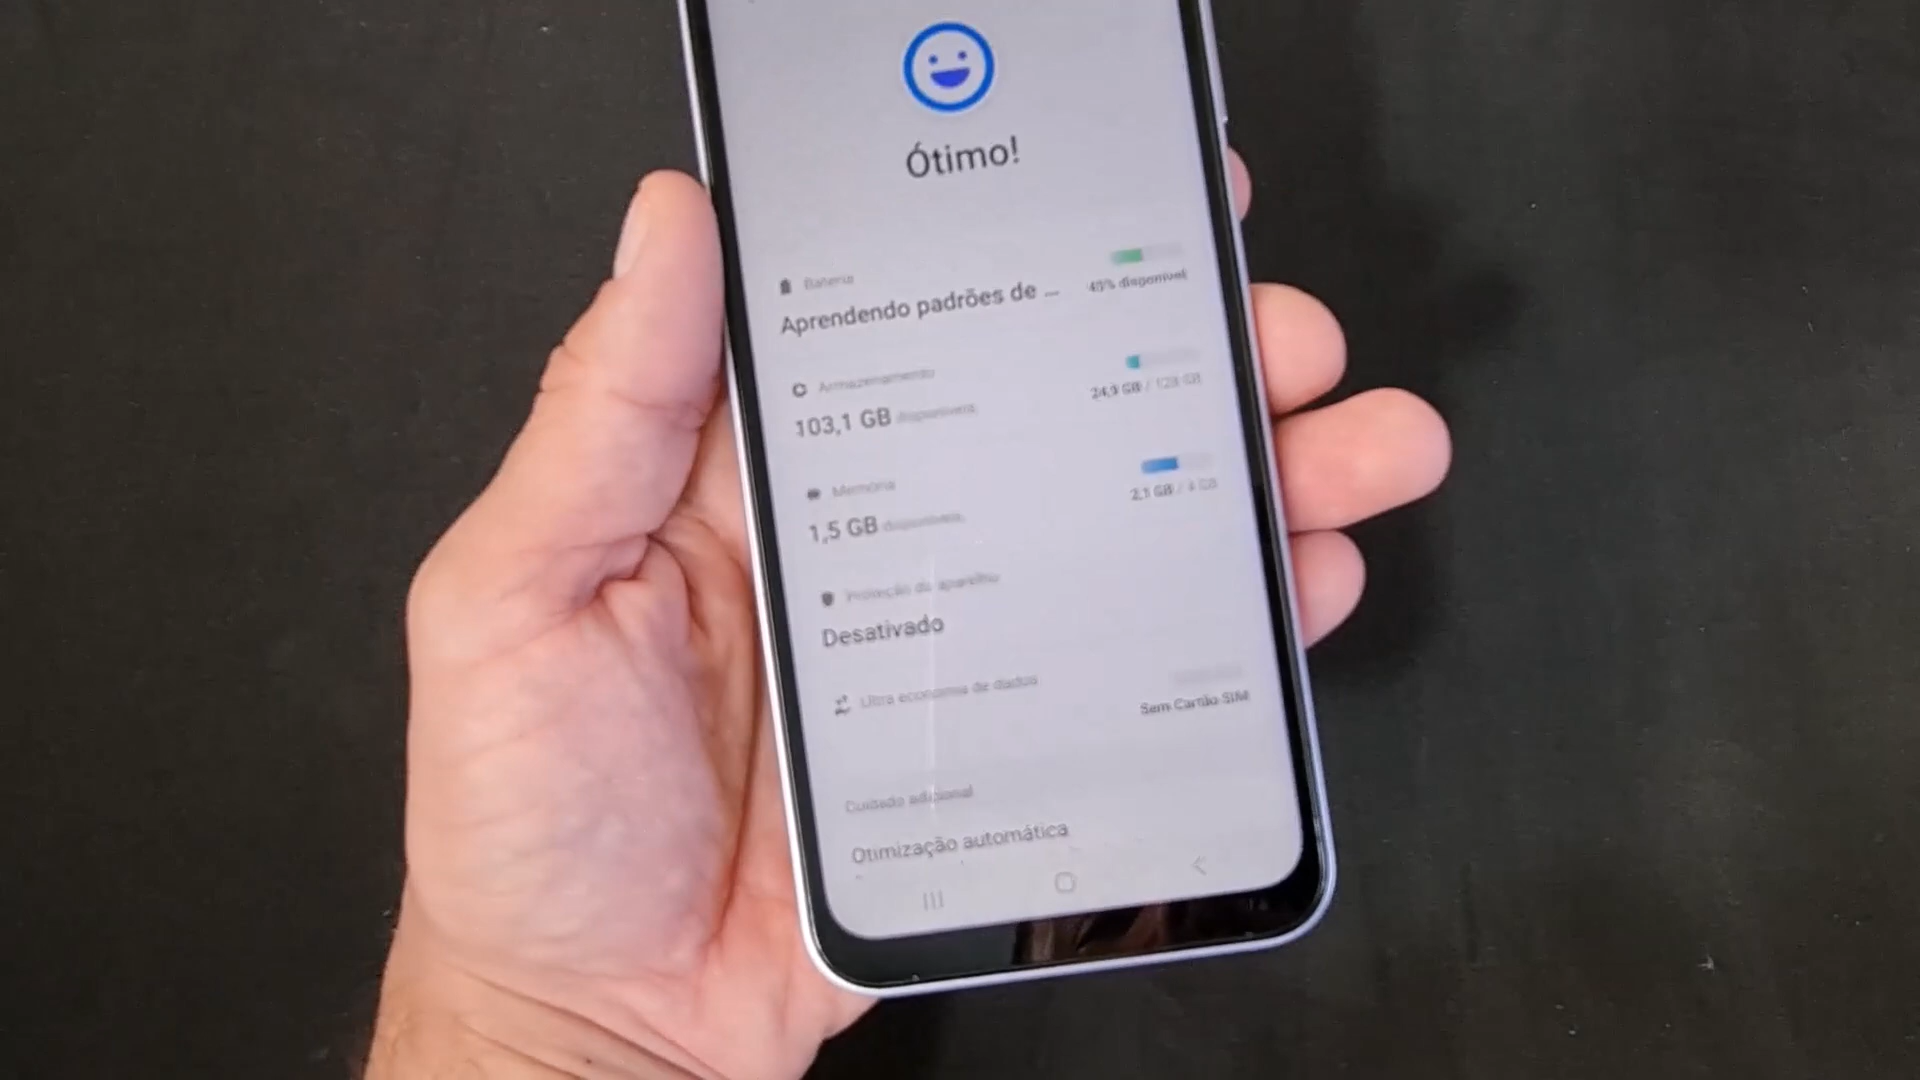 Ótimo!
Bateria
Aprendendo padrões de ...
disponível
Armazenamento
103,1 GB disponíveis
24,9 GB / 128 GB
Memória
1,5 GB disponíveis
2,1 GB / 4 GB
Proteção do aparelho
Desativado
Ultra economia de dados
Sem Cartão SIM
Cuidado adicional
Otimização automática